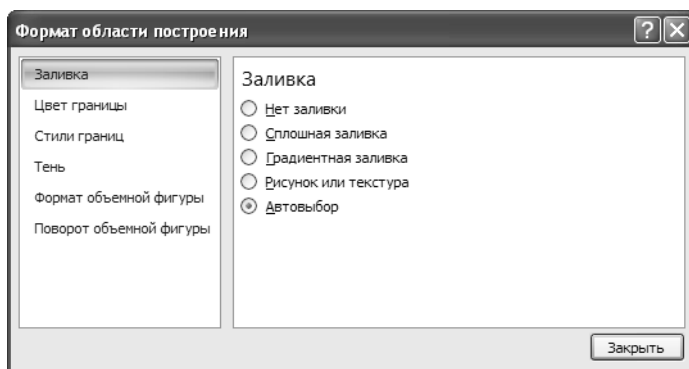 Формат области построения
Заливка
Цвет границы
Стили границ
Тень
Формат объемной фигуры
Поворот объемной фигуры
Заливка
Нет заливки
Сплошная заливка
Градиентная заливка
Рисунок или текстура
Автовыбор
Закрыть